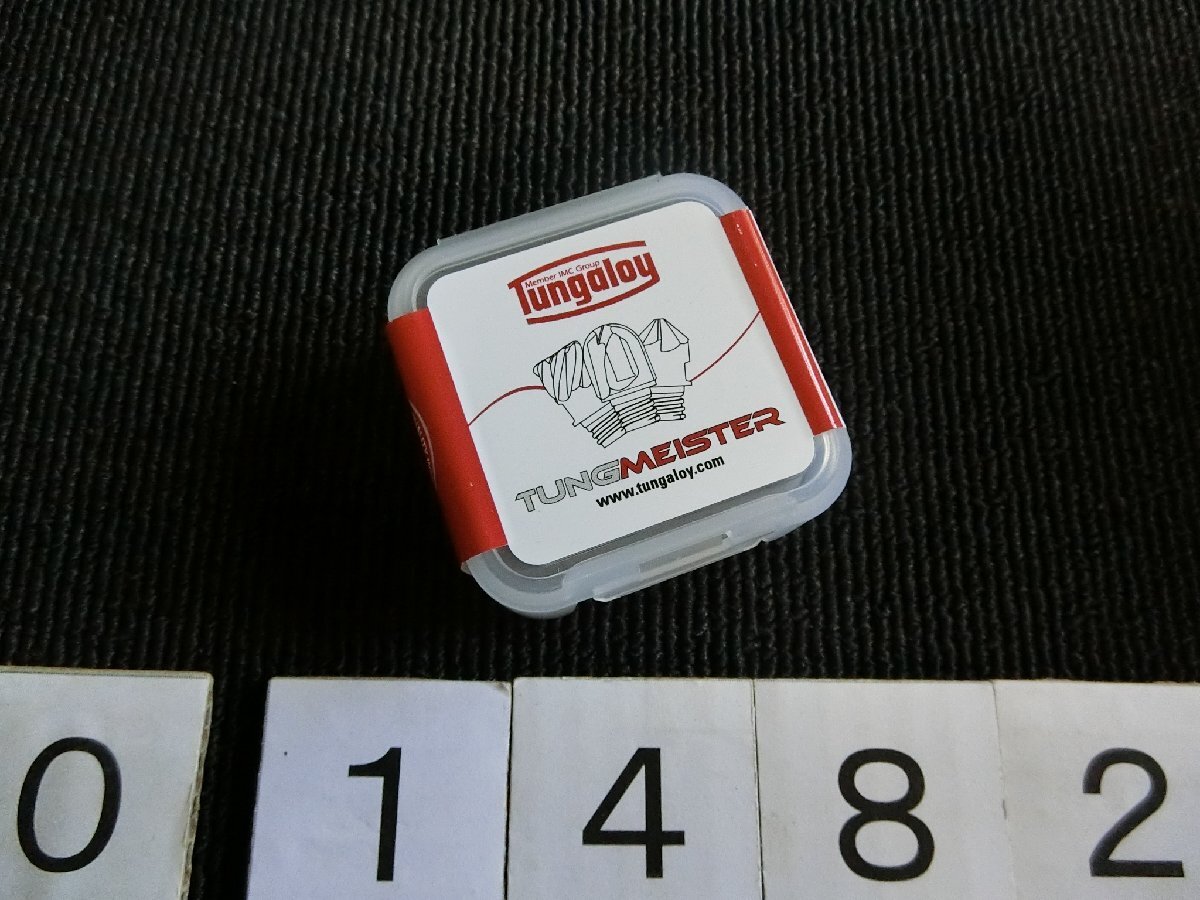 Member IMC Group
Tungaloy
TUNGMEISTER
www.tungaloy.com
0 1 4 8 2